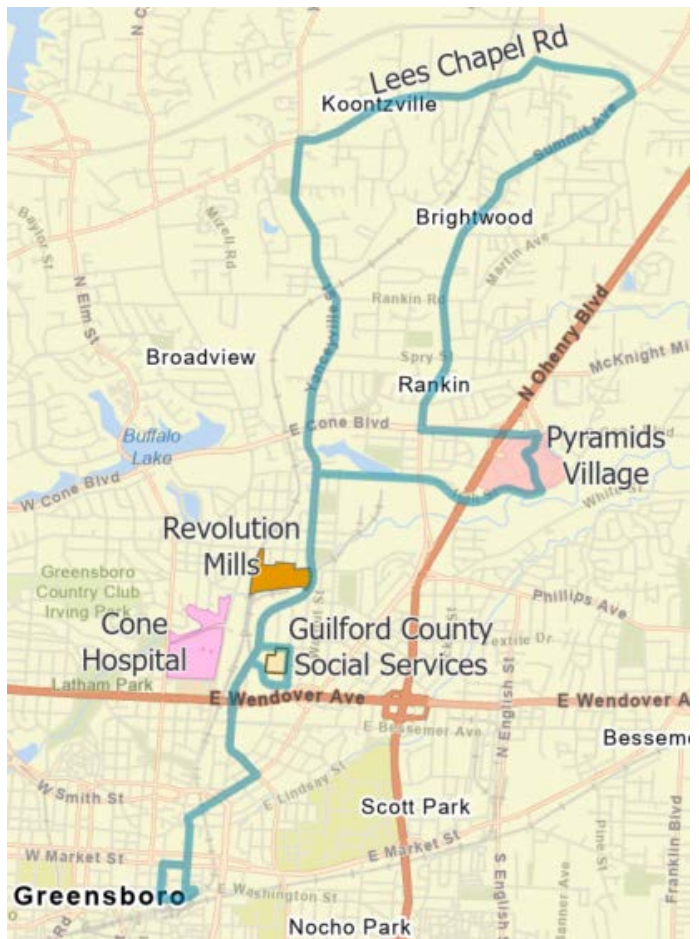 Lees Chapel Rd
Koontzville
Summit Ave
Baylor St
Mizell Rd
Brightwood
Martin Ave
N Elm St
Rankin Rd
Yanceyville St
N Ohenry Blvd
Broadview
Spry S
McKnight Mi
Rankin
E Cone Blvd
Buffalo
Lake
Pyramids
Village
W Cone Blvd
White St
Revolution
Mills
Greensboro
Country Club
Irving Park
Phillips Ave
Cone
Hospital
Guilford County
Social Services
Textile Dr
Latham Park
E Wendover Ave
E Wendover A
N English St
E Bessemer Ave
Besseme
W Smith St
E Lindsay St
Scott Park
W Market St
E Market St
Pine St
Franklin Blvd
Greensboro
E Washington St
S English
anner Ave
Nocho Park